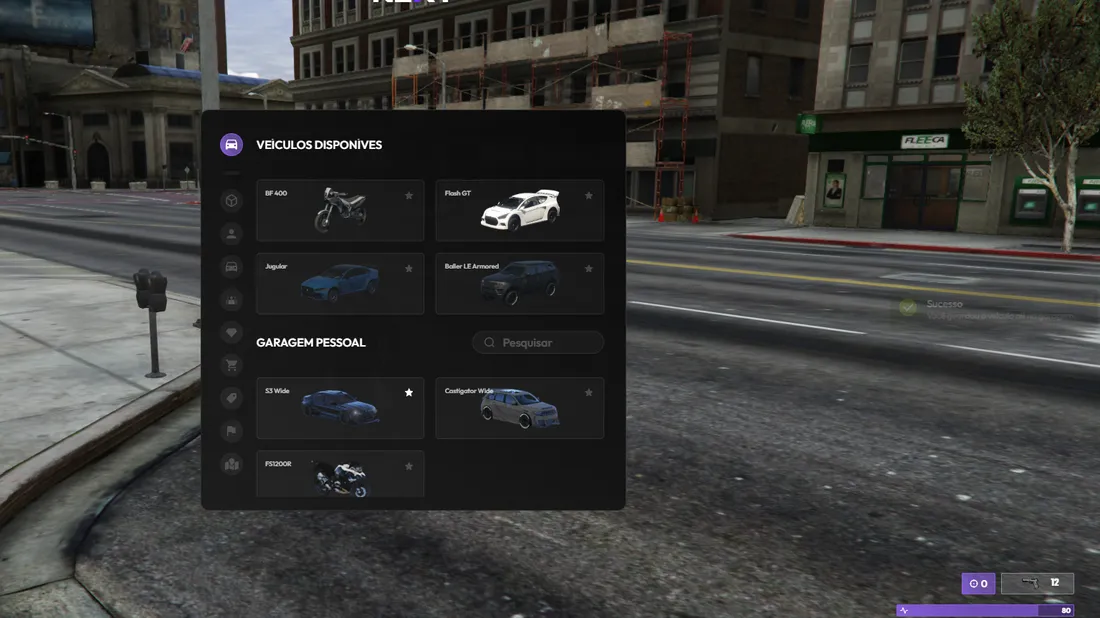 VEÍCULOS DISPONÍVES
BF 400
Flash GT
Jugular
Baller LE Armored
GARAGEM PESSOAL
Pesquisar
S3 Wide
Castigator Wide
FS1200R
FLEECA
Sucesso
0
12
80